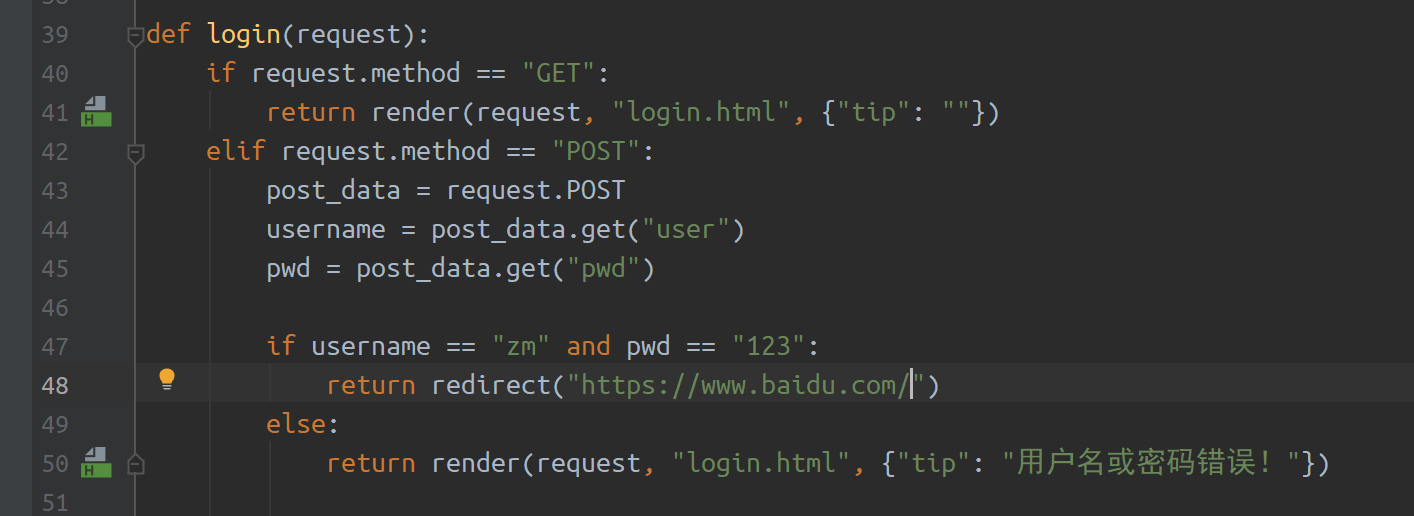 39 def login(request):
40     if request.method == "GET":
41         return render(request, "login.html", {"tip": ""})
42     elif request.method == "POST":
43         post_data = request.POST
44         username = post_data.get("user")
45         pwd = post_data.get("pwd")
46
47         if username == "zm" and pwd == "123":
48             return redirect("https://www.baidu.com/")
49         else:
50             return render(request, "login.html", {"tip": "用户名或密码错误！"})
51